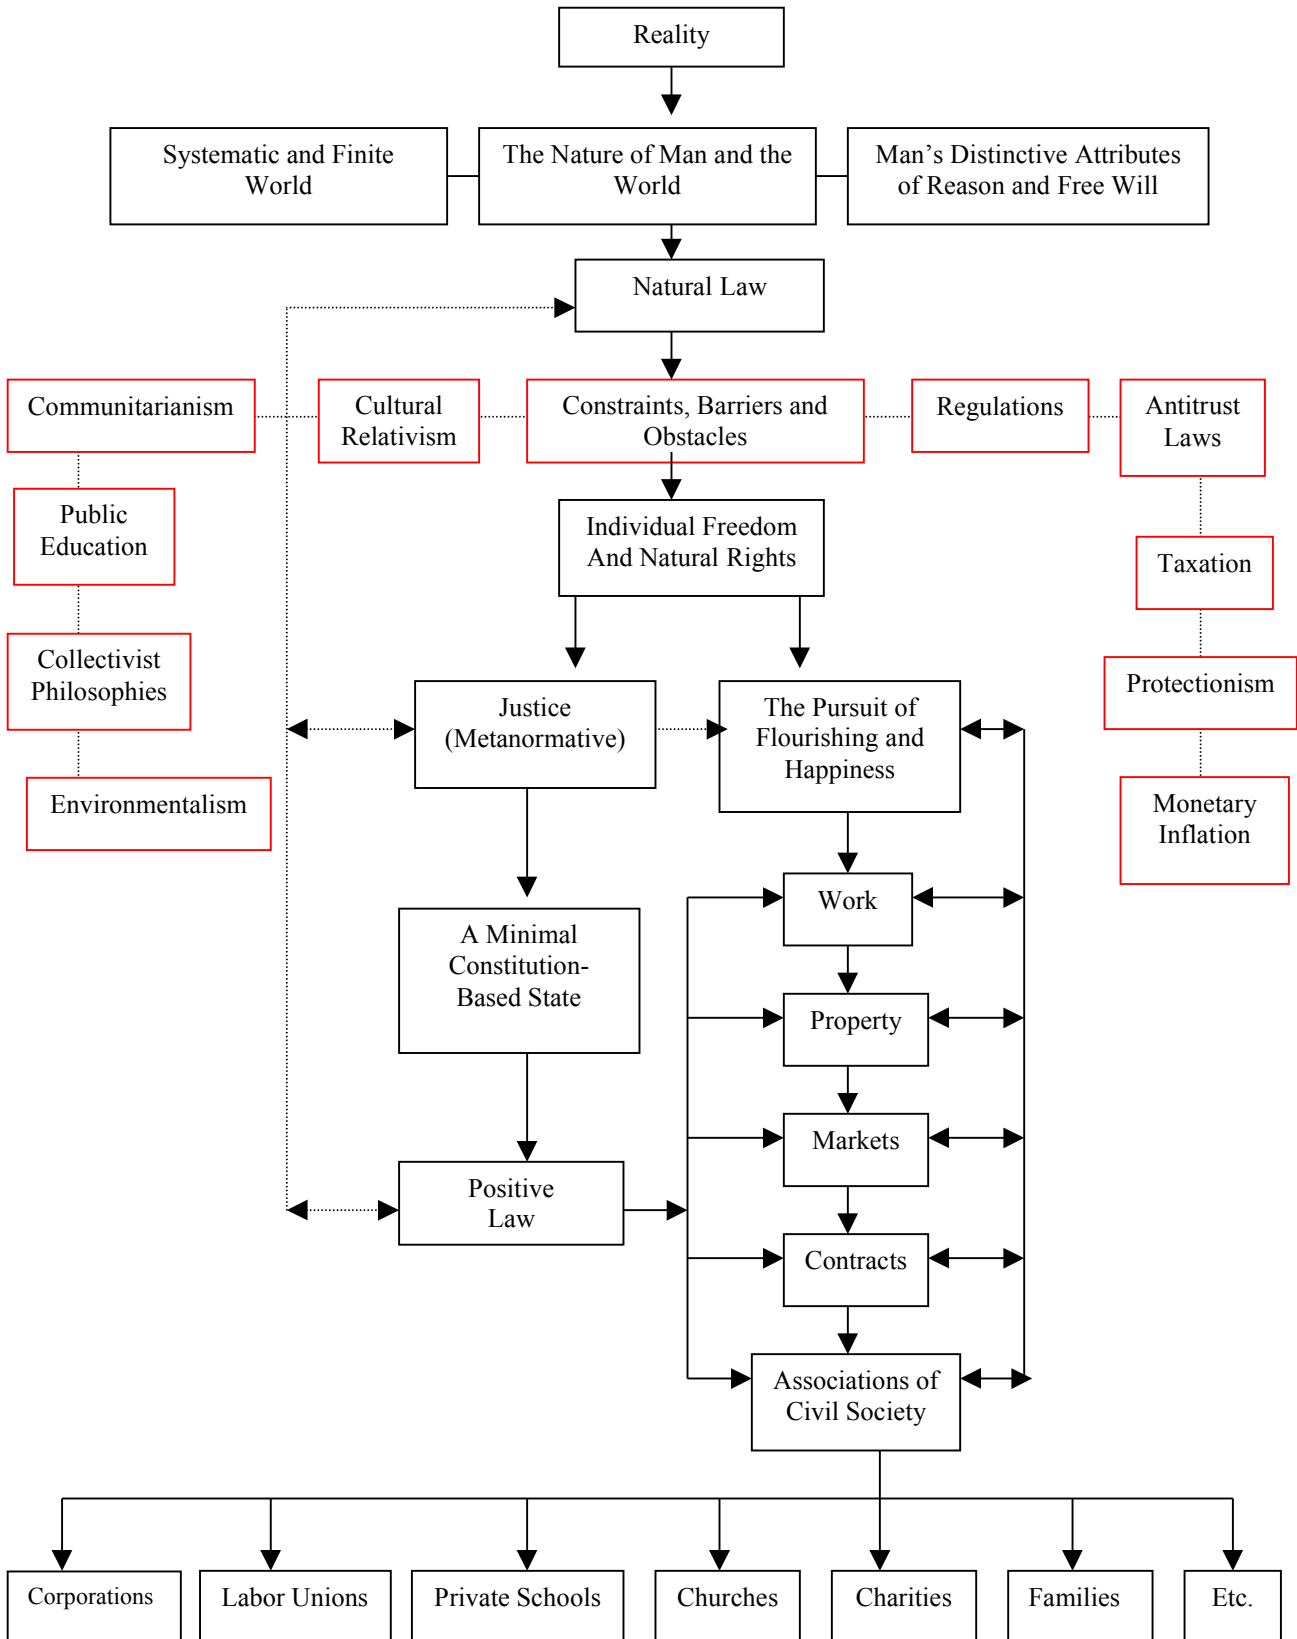 Reality
Systematic and Finite
World
The Nature of Man and the
World
Man's Distinctive Attributes
of Reason and Free Will
Natural Law
Communitarianism
Cultural
Relativism
Constraints, Barriers and
Obstacles
Regulations
Antitrust
Laws
Public
Education
Individual Freedom
And Natural Rights
Taxation
Collectivist
Philosophies
Protectionism
Justice
(Metanormative)
The Pursuit of
Flourishing and
Happiness
Environmentalism
Monetary
Inflation
Work
A Minimal
Constitution-
Based State
Property
Markets
Positive
Law
Contracts
Associations of
Civil Society
Corporations
Labor Unions
Private Schools
Churches
Charities
Families
Etc.